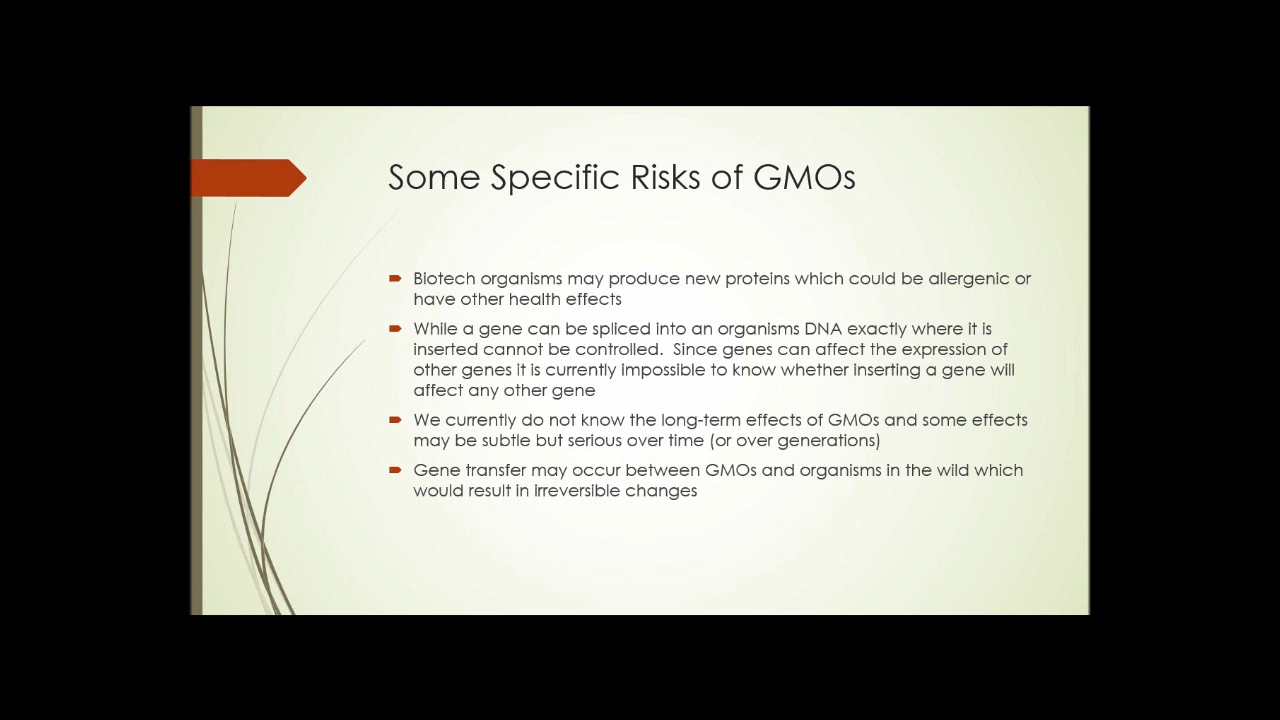 Some Specific Risks of GMOs
Biotech organisms may produce new proteins which could be allergenic or
have other health effects
While a gene can be spliced into an organisms DNA exactly where it is
inserted cannot be controlled.  Since genes can affect the expression of
other genes it is currently impossible to know whether inserting a gene will
affect any other gene
We currently do not know the long-term effects of GMOs and some effects
may be subtle but serious over time (or over generations)
Gene transfer may occur between GMOs and organisms in the wild which
would result in irreversible changes